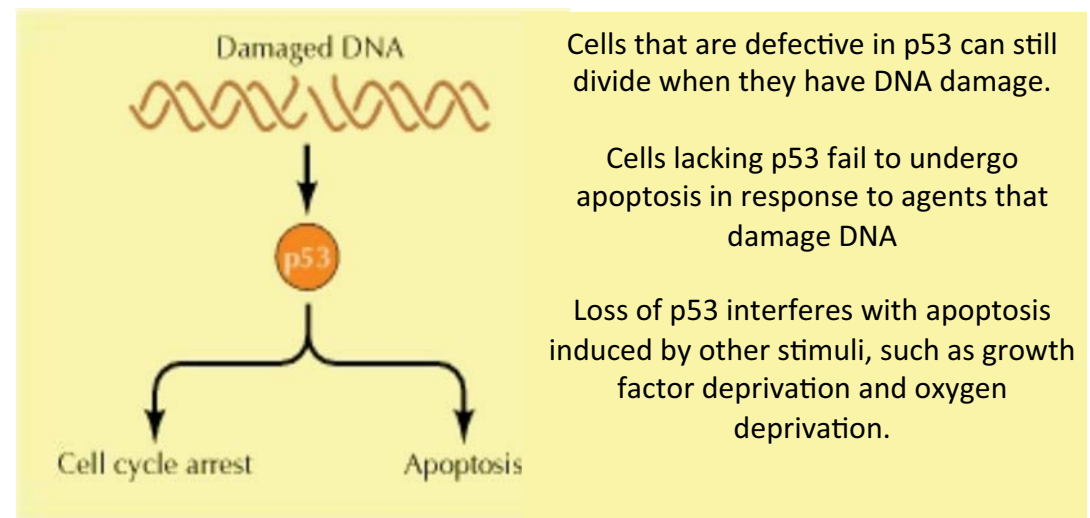 Damaged DNA
p53
Cell cycle arrest
Apoptosis
Cells that are defective in p53 can still
divide when they have DNA damage.
Cells lacking p53 fail to undergo
apoptosis in response to agents that
damage DNA
Loss of p53 interferes with apoptosis
induced by other stimuli, such as growth
factor deprivation and oxygen
deprivation.